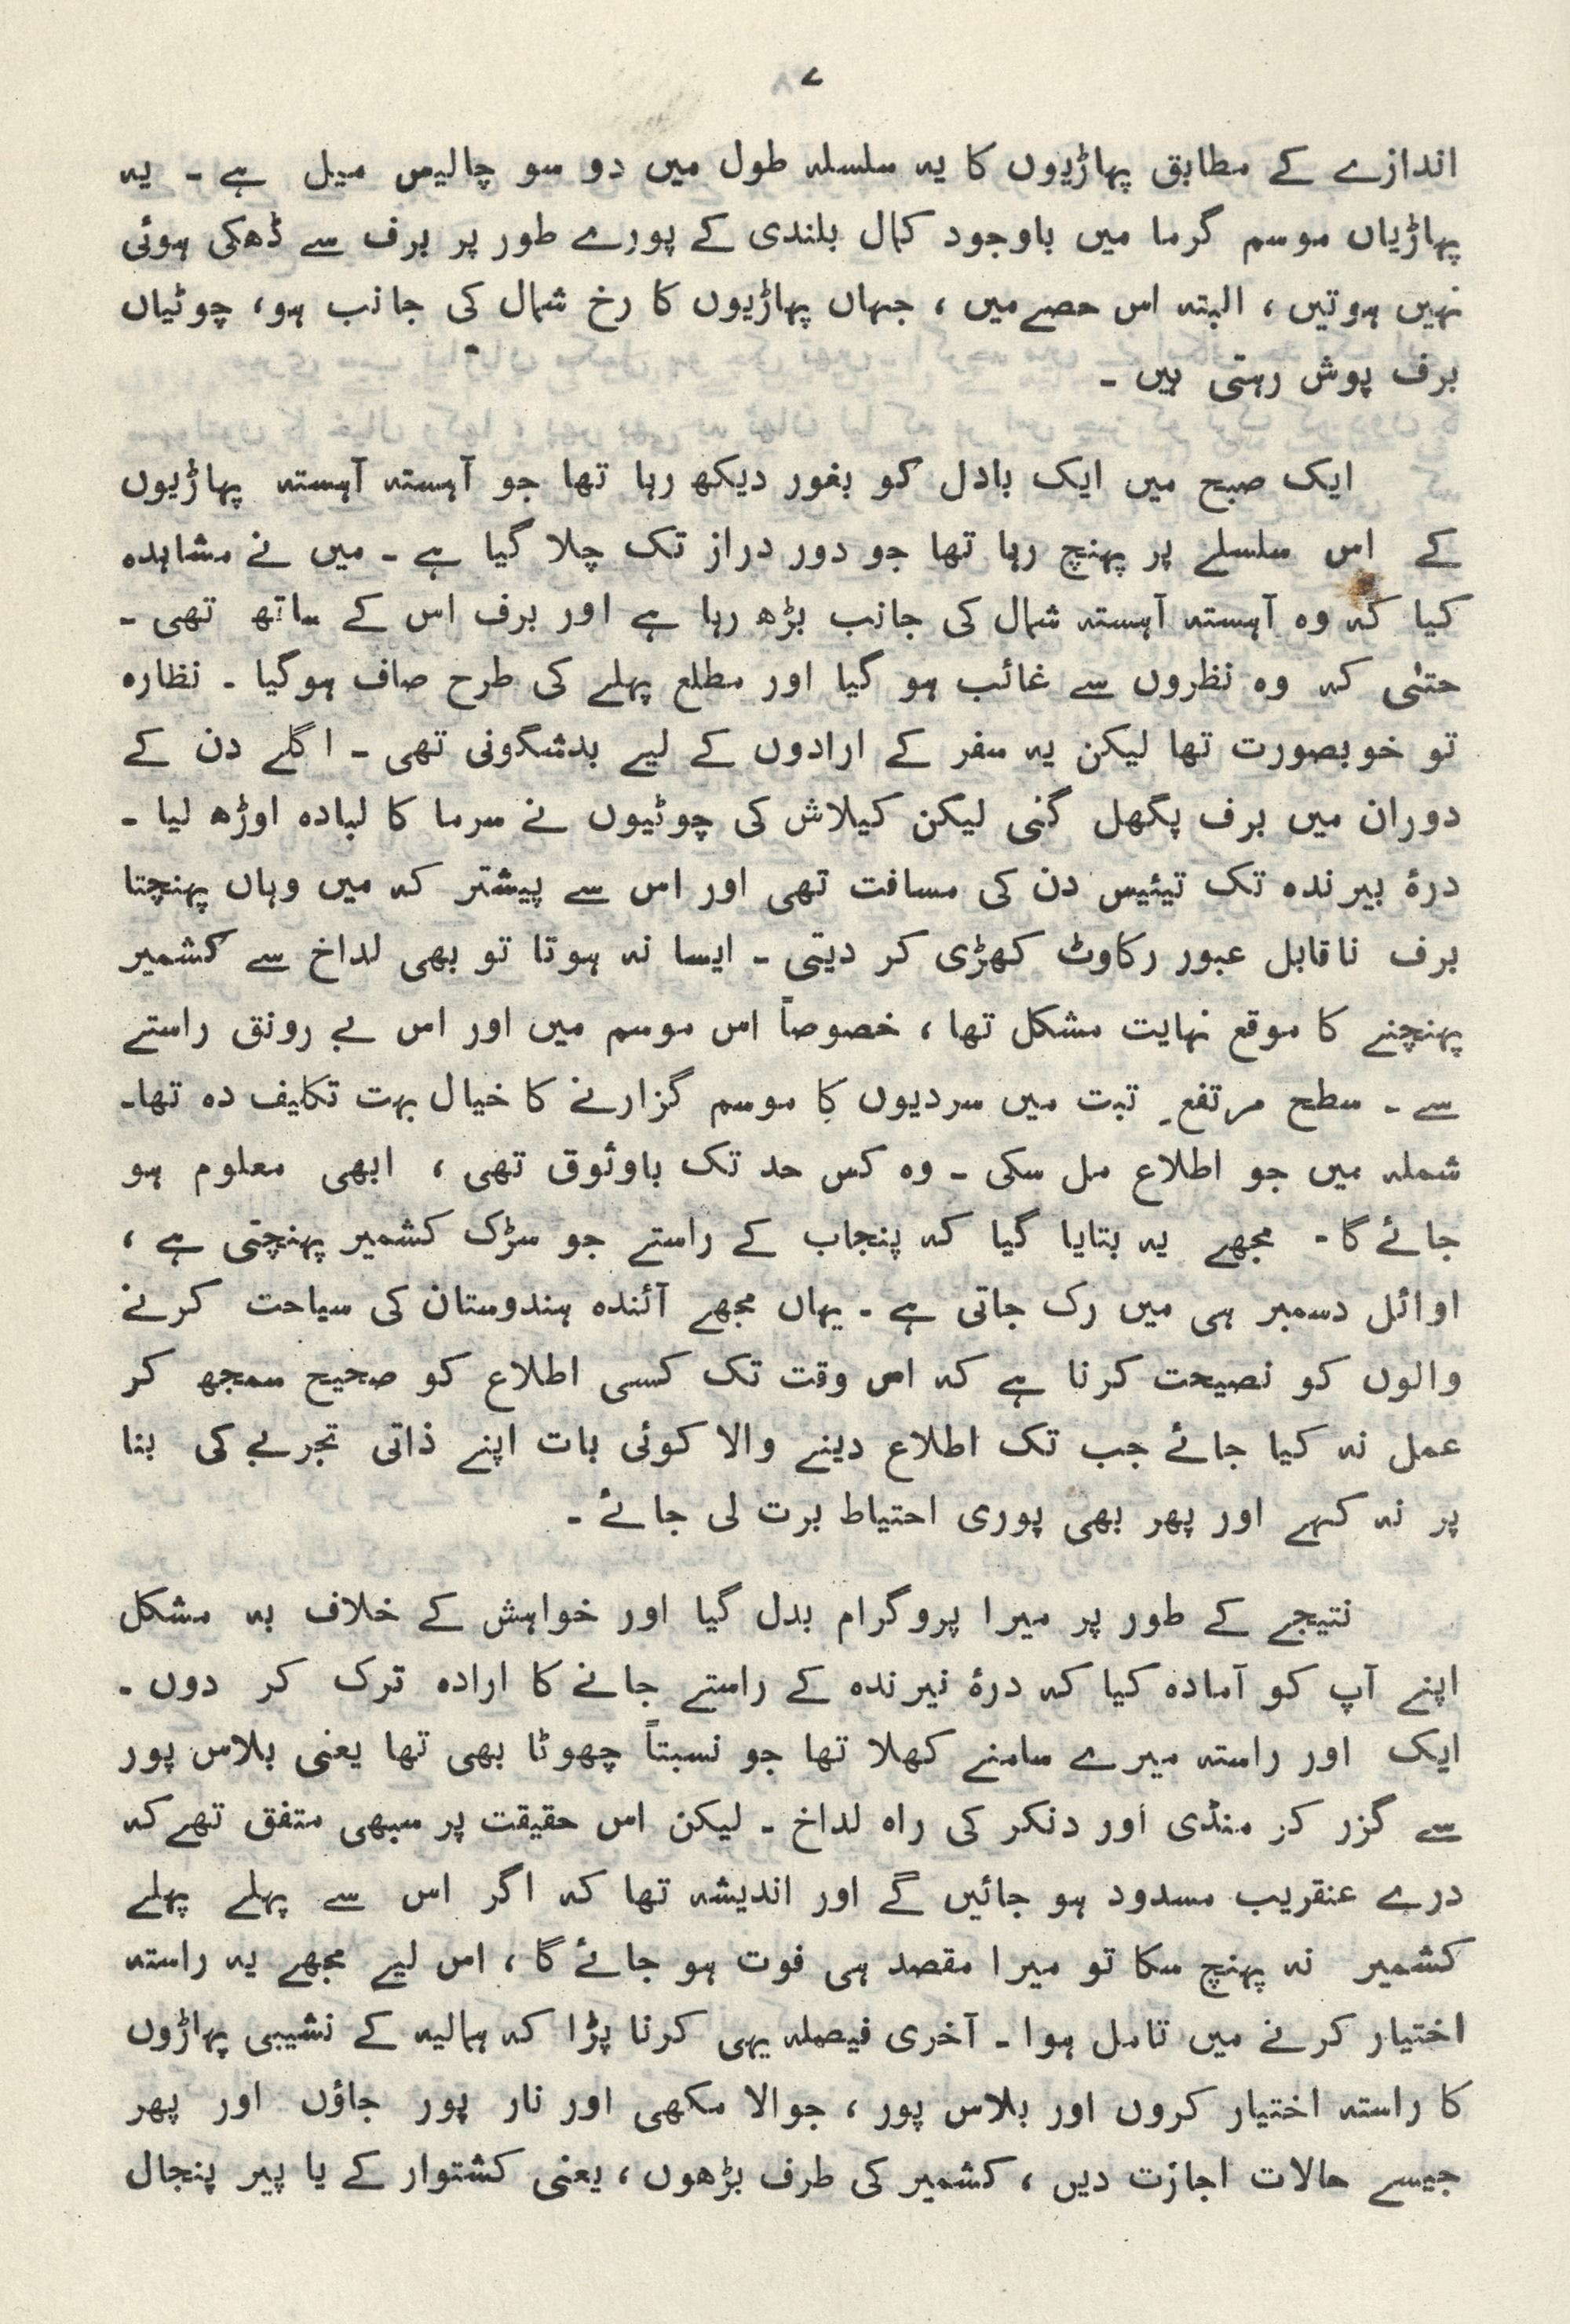 ۷
اندازے کے مطابق پہاڑیوں کا یہ سلسلہ طول میں دو سو چالیس میل ہے ۔ یہ
پہاڑیاں موسم گرما میں باوجود کمال بلندی کے پورے طور پر برف سے ڈھکی ہوئی
نہیں ہوتیں ، البتہ اس حصے میں ، جہاں پہاڑیوں کا رخ شمال کی جانب ہو، چوٹیاں
برف پوش رہتی ہیں ۔
ایک صبح میں ایک بادل کو بغور دیکھ رہا تھا جو آہستہ آہستہ پہاڑیوں
کے اس سلسلے پر پہنچ رہا تھا جو دور دراز تک چلا گیا ہے ۔ میں نے مشاہدہ
کیا کہ وہ آہستہ آہستہ شمال کی جانب بڑھ رہا ہے اور برف اس کے ساتھ تھی ۔
حتیٰ کہ وہ نظروں سے غائب ہو گیا اور مطلع پہلے کی طرح صاف ہوگیا ۔ نظارہ
تو خوبصورت تھا لیکن یہ سفر کے ارادوں کے لیے بدشگونی تھی ۔ اگلے دن کے
دوران میں برف پگھل گئی لیکن کیلاش کی چوٹیوں نے سرما کا لبادہ اوڑھ لیا ۔
درۂ بیرندہ تک تیئیس دن کی مسافت تھی اور اس سے پیشتر کہ میں وہاں پہنچتا
برف ناقابل عبور رکاوٹ کھڑی کر دیتی ۔ ایسا نہ ہوتا تو بھی لداخ سے کشمیر
پہنچنے کا موقع نہایت مشکل تھا ، خصوصاً اس موسم میں اور اس بے رونق راستے
سے ۔ سطح مرتفعِ تبت میں سردیوں کا موسم گزارنے کا خیال بہت تکلیف دہ تھا۔
شملہ میں جو اطلاع مل سکی ۔ وہ کس حد تک باوثوق تھی ، ابھی معلوم ہو
جائے گا ۔ مجھے یہ بتایا گیا کہ پنجاب کے راستے جو سڑک کشمیر پہنچتی ہے ،
اوائل دسمبر ہی میں رک جاتی ہے ۔ یہاں مجھے آئندہ ہندوستان کی سیاحت کرنے
والوں کو نصیحت کرنا ہے کہ اس وقت تک کسی اطلاع کو صحیح سمجھ کر
عمل نہ کیا جائے جب تک اطلاع دینے والا کوئی بات اپنے ذاتی تجربے کی بنا
پر نہ کہے اور پھر بھی پوری احتیاط برت لی جائے ۔
نتیجے کے طور پر میرا پروگرام بدل گیا اور خواہش کے خلاف بہ مشکل
اپنے آپ کو آمادہ کیا کہ درۂ نیرندہ کے راستے جانے کا ارادہ ترک کر دوں ۔
ایک اور راستہ میرے سامنے کھلا تھا جو نسبتاً چھوٹا بھی تھا یعنی بلاس پور
سے گزر کر منڈی اور دنکر کی راہ لداخ ۔ لیکن اس حقیقت پر سبھی متفق تھے کہ
درے عنقریب مسدود ہو جائیں گے اور اندیشہ تھا کہ اگر اس سے پہلے پہلے
کشمیر نہ پہنچ سکا تو میرا مقصد ہی فوت ہو جائے گا ، اس لیے مجھے یہ راستہ
اختیار کرنے میں تامل ہوا ۔ آخری فیصلہ یہی کرنا پڑا کہ ہمالیہ کے نشیبی پہاڑوں
کا راستہ اختیار کروں اور بلاس پور ، جوالا مکھی اور نار پور جاؤں اور پھر
جیسے حالات اجازت دیں ، کشمیر کی طرف بڑھوں ، یعنی کشتوار کے یا پیر پنجال